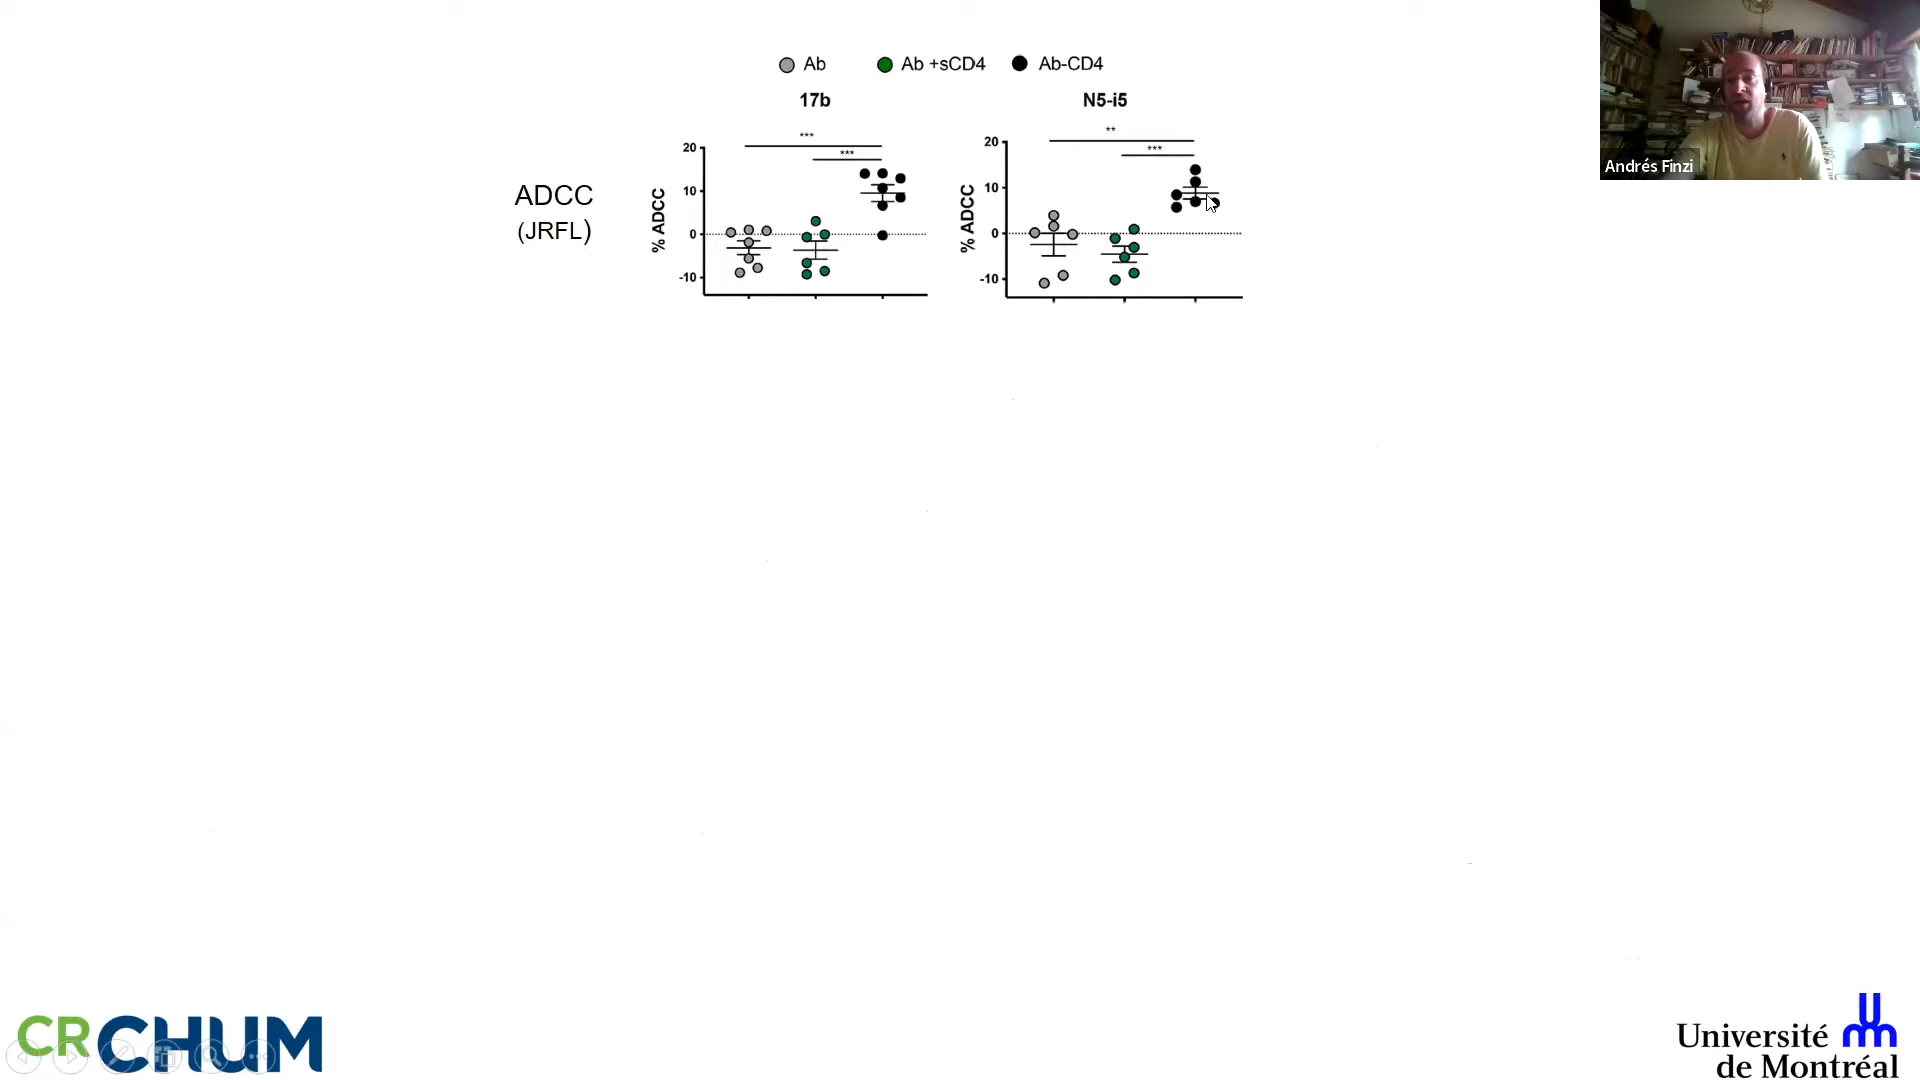 Ab Ab +sCD4 Ab-CD4
17b N5-i5
*** **
*** ***
ADCC
(JRFL)
% ADCC
20
10
0
-10
% ADCC
20
10
0
-10
Andrés Finzi
CRCHUM
Université
de Montréal